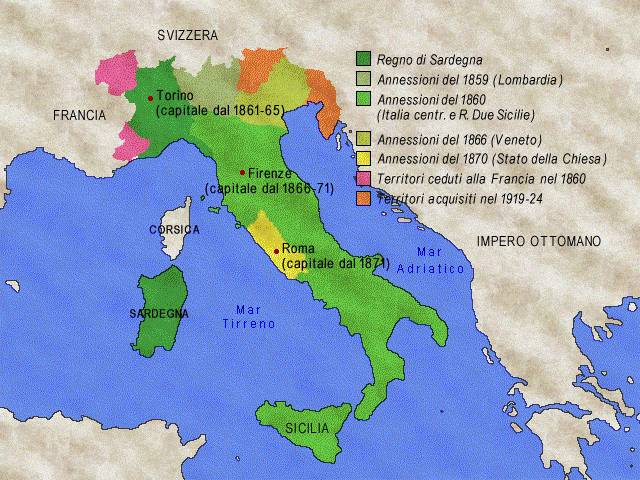 SVIZZERA
FRANCIA
Torino
(capitale dal 1861-65)
Firenze
(capitale dal 1866-71)
Roma
(capitale dal 1871)
CORSICA
SARDEGNA
SICILIA
Mar
Tirreno
Mar
Adriatico
IMPERO OTTOMANO
Regno di Sardegna
Annessioni del 1859 (Lombardia)
Annessioni del 1860
(Italia centr. e R. Due Sicilie)
Annessioni del 1866 (Veneto)
Annessioni del 1870 (Stato della Chiesa)
Territori ceduti alla Francia nel 1860
Territori acquisiti nel 1919-24